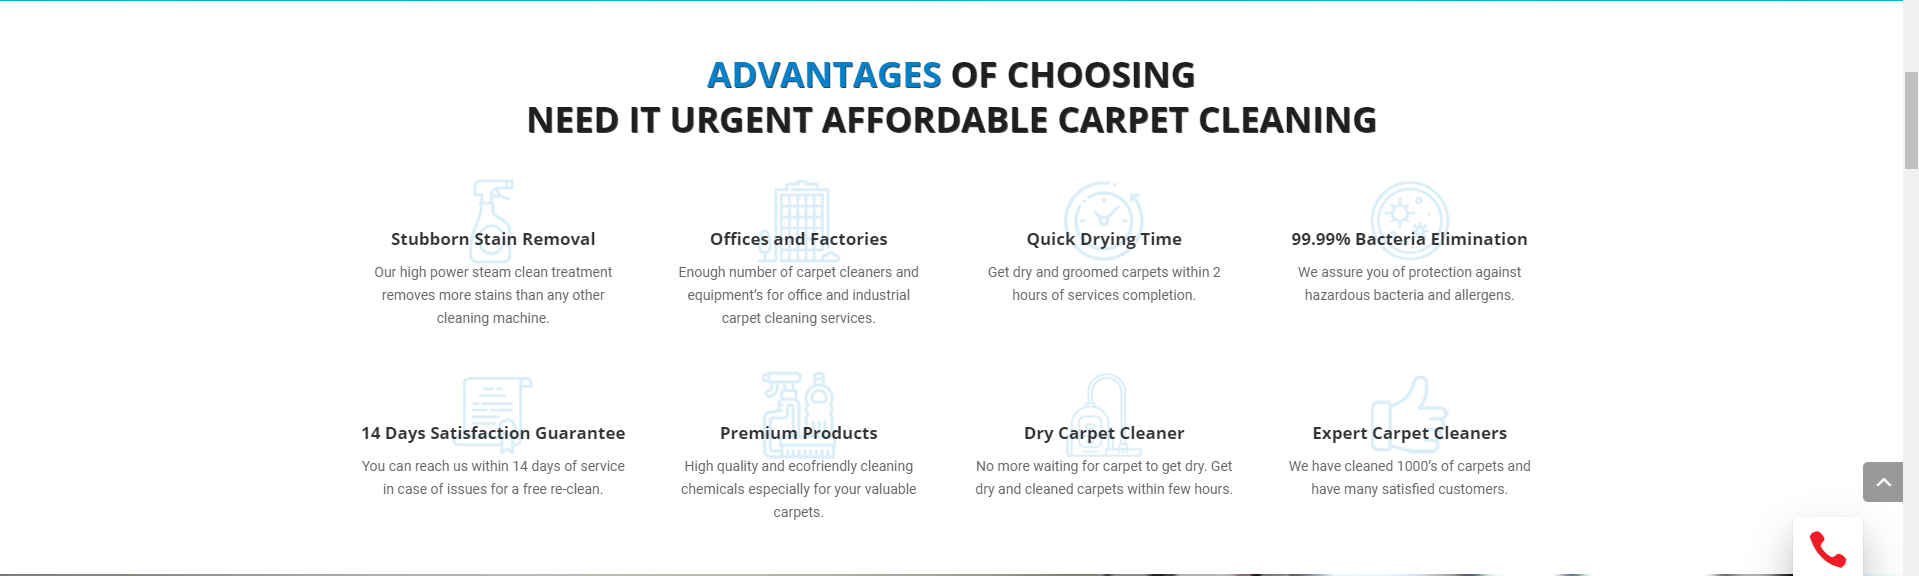 ADVANTAGES OF CHOOSING
NEED IT URGENT AFFORDABLE CARPET CLEANING
Stubborn Stain Removal
Our high power steam clean treatment
removes more stains than any other
cleaning machine.
Offices and Factories
Enough number of carpet cleaners and
equipment's for office and industrial
carpet cleaning services.
Quick Drying Time
Get dry and groomed carpets within 2
hours of services completion.
99.99% Bacteria Elimination
We assure you of protection against
hazardous bacteria and allergens.
14 Days Satisfaction Guarantee
You can reach us within 14 days of service
in case of issues for a free re-clean.
Premium Products
High quality and ecofriendly cleaning
chemicals especially for your valuable
carpets.
Dry Carpet Cleaner
No more waiting for carpet to get dry. Get
dry and cleaned carpets within few hours.
Expert Carpet Cleaners
We have cleaned 1000's of carpets and
have many satisfied customers.